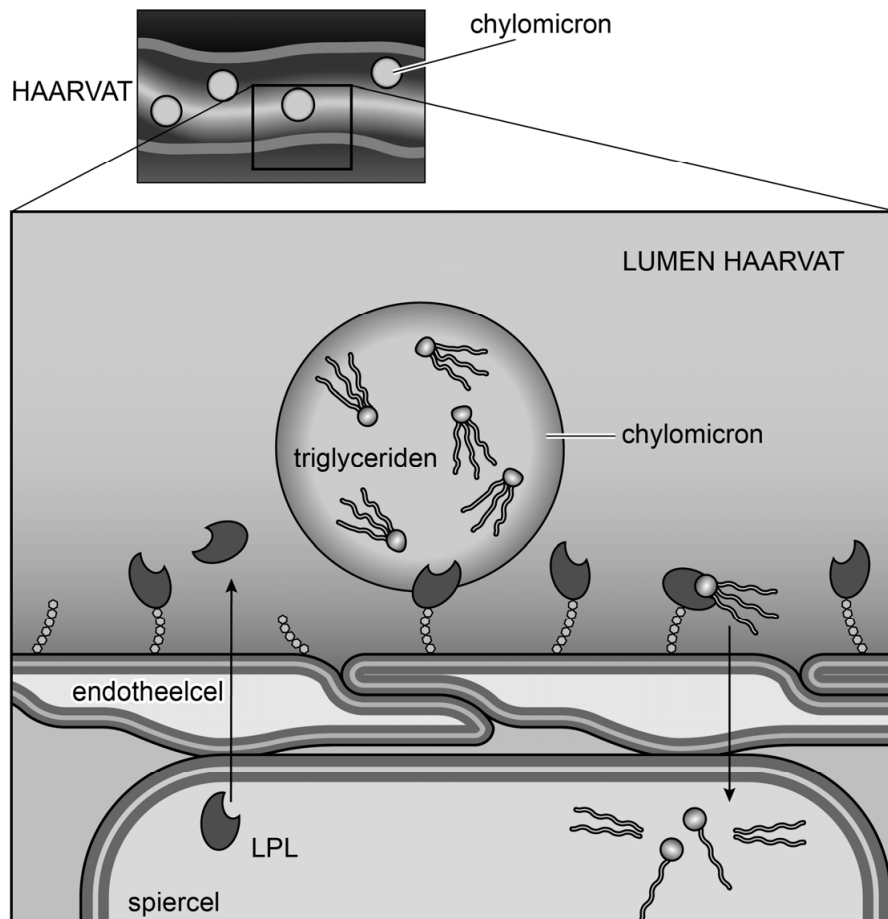 chylomicron
HAARVAT
LUMEN HAARVAT
chylomicron
triglyceriden
endotheelcel
LPL
spiercel